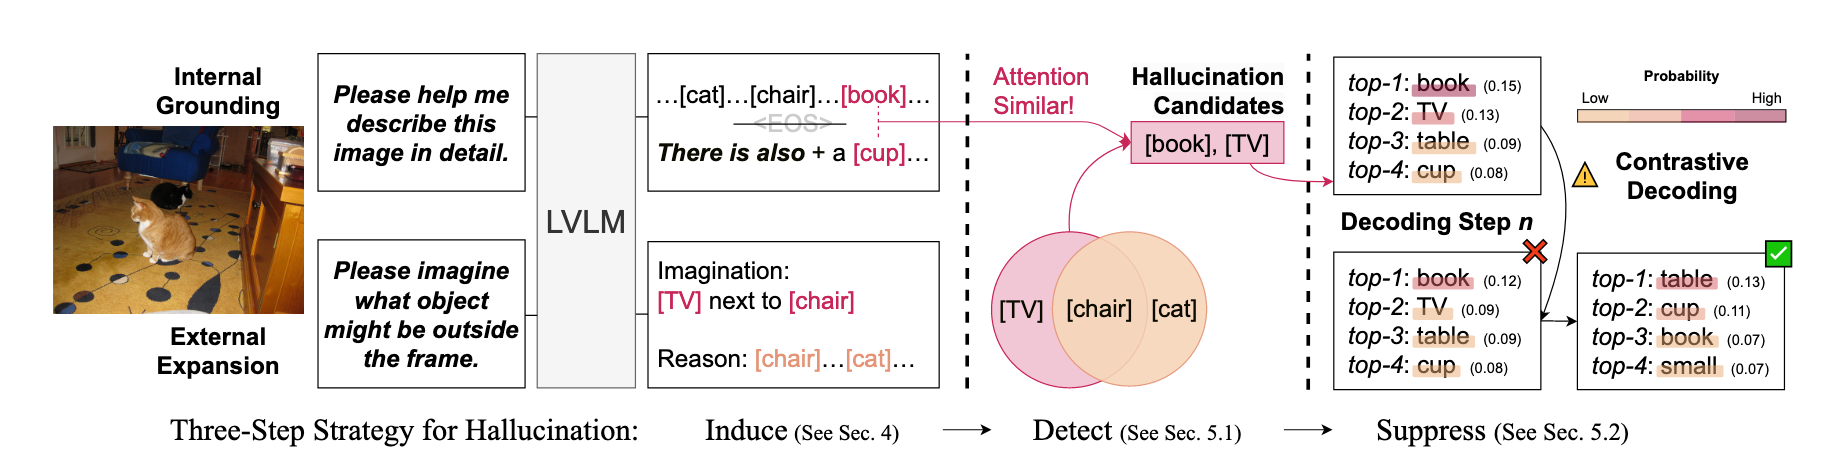 Internal
Grounding
External
Expansion
Please help me
describe this
image in detail.
Please imagine
what object
might be outside
the frame.
LVLM
…[cat]…[chair]…[book]…
<EOS>
There is also + a [cup]…
Imagination:
[TV] next to [chair]
Reason: [chair]…[cat]…
Attention
Similar!
Hallucination
Candidates
[book], [TV]
[TV] [chair] [cat]
top-1: book (0.15)
top-2: TV (0.13)
top-3: table (0.09)
top-4: cup (0.08)
Decoding Step n
top-1: book (0.12)
top-2: TV (0.09)
top-3: table (0.09)
top-4: cup (0.08)
Probability
Low High
Contrastive
Decoding
top-1: table (0.13)
top-2: cup (0.11)
top-3: book (0.07)
top-4: small (0.07)
Three-Step Strategy for Hallucination: Induce (See Sec. 4) Detect (See Sec. 5.1) Suppress (See Sec. 5.2)